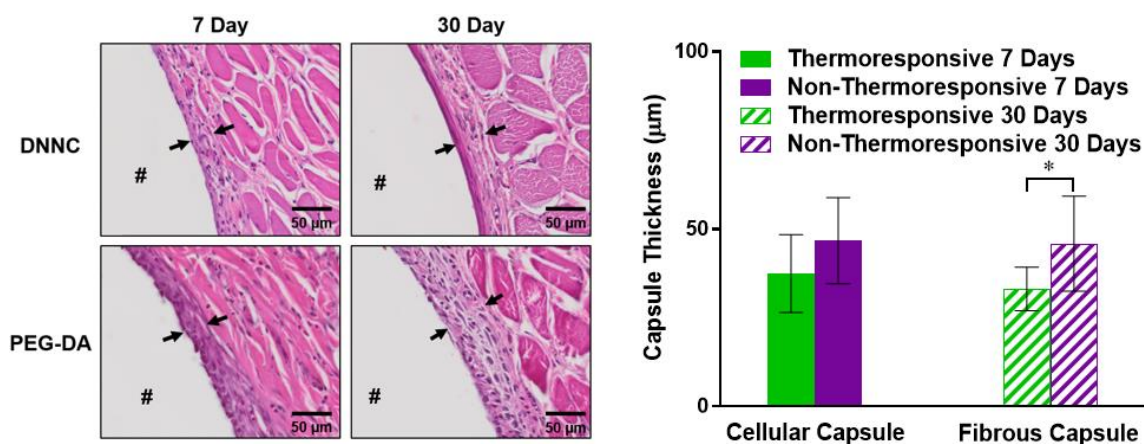 7 Day
30 Day
DNNC
#
50 µm
#
50 µm
PEG-DA
#
50 µm
#
50 µm
Capsule Thickness (µm)
100
50
0
Thermoresponsive 7 Days
Non-Thermoresponsive 7 Days
Thermoresponsive 30 Days
Non-Thermoresponsive 30 Days
*
Cellular Capsule
Fibrous Capsule